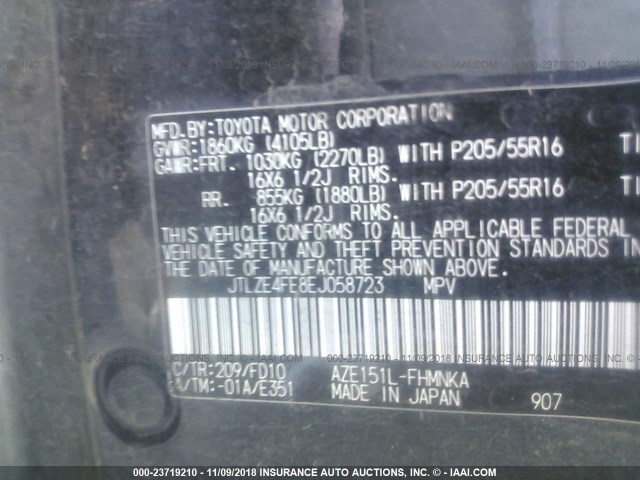 MFD.BY:TOYOTA MOTOR CORPORATION
GVWR:1860KG (4105LB)
GAWR:FRT. 1030KG (2270LB) WITH P205/55R16 TI
16X6 1/2J RIMS.
RR. 855KG (1880LB) WITH P205/55R16 TI
16X6 1/2J RIMS.
THIS VEHICLE CONFORMS TO ALL APPLICABLE FEDERAL
VEHICLE SAFETY AND THEFT PREVENTION STANDARDS IN
THE DATE OF MANUFACTURE SHOWN ABOVE.
JTLZE4FE8EJ058723 MPV
C/TR:209/FD10 AZE151L-FHMNKA
A/TM:-01A/E351 MADE IN JAPAN 907
000-23719210 - 11/09/2018 INSURANCE AUTO AUCTIONS, INC. - © - WWW.IAAI.COM